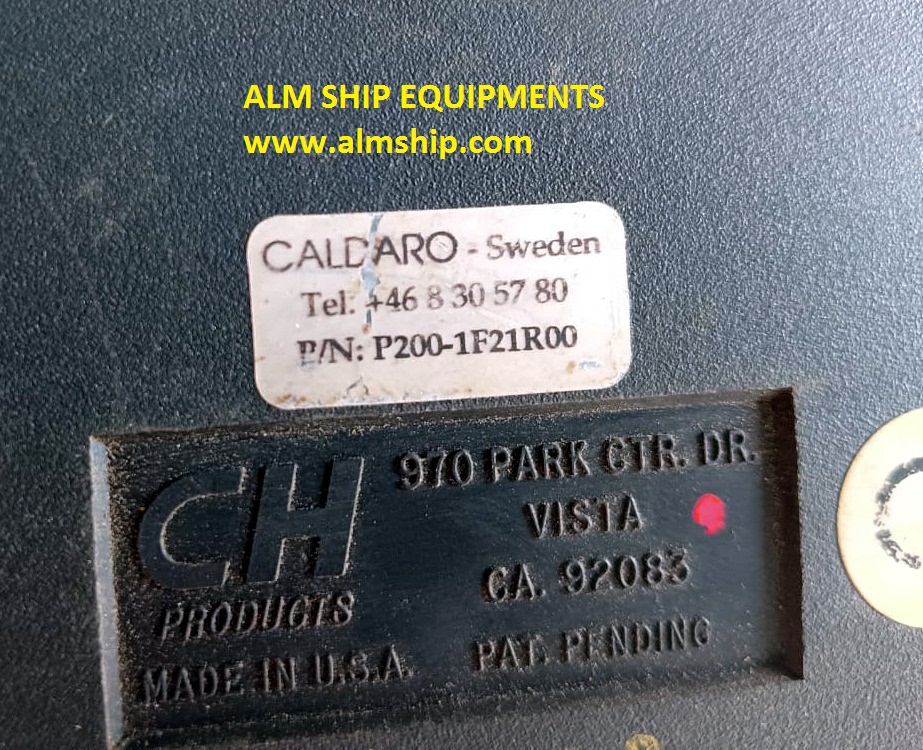 ALM SHIP EQUIPMENTS
www.almship.com
CALDARO - Sweden
Tel: +46 8 30 57 80
P/N: P200-1F21R00
CH
PRODUCTS
MADE IN U.S.A.
970 PARK CTR. DR.
VISTA
CA. 92083
PAT. PENDING